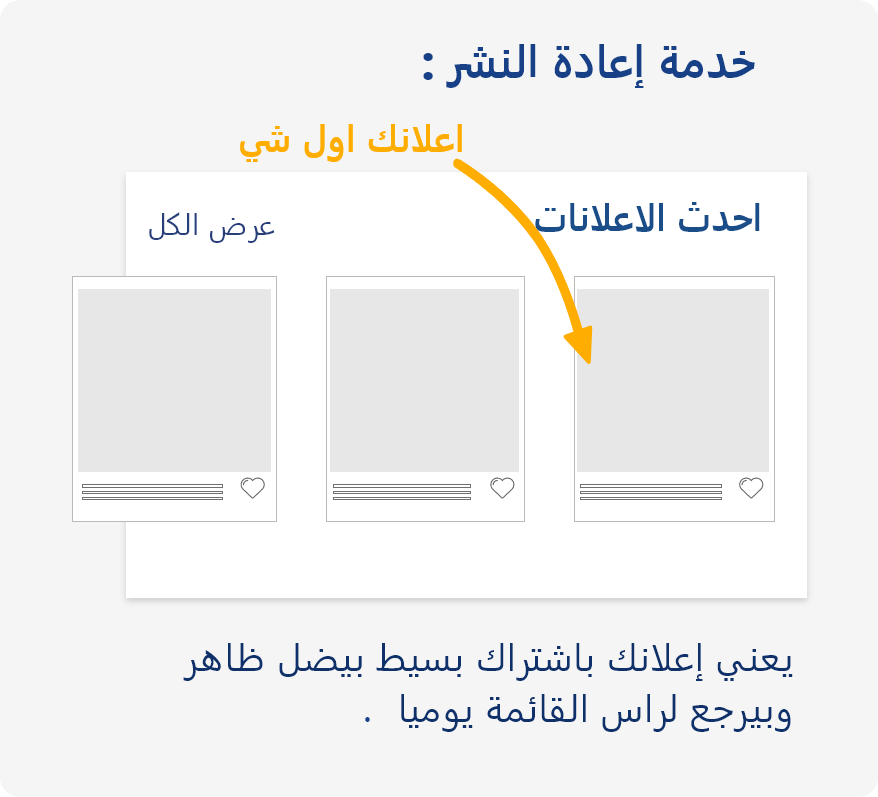 خدمة إعادة النشر :
اعلانك اول شي
احدث الاعلانات
عرض الكل
يعني إعلانك باشتراك بسيط بيضل ظاهر
وبيرجع لراس القائمة يوميا .